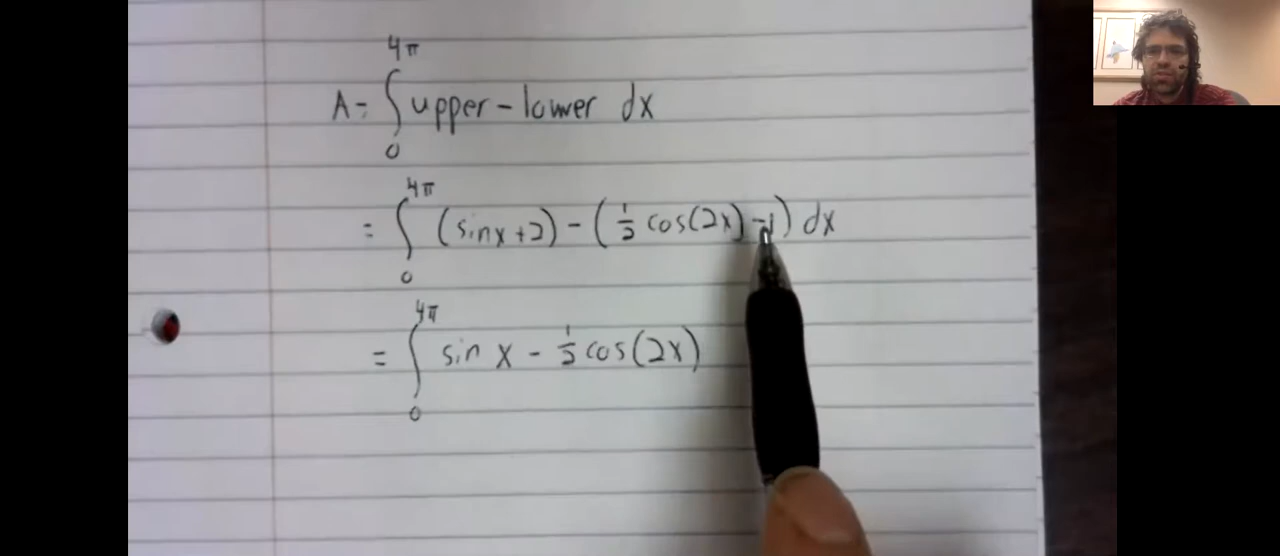 4π
A = ∫ upper - lower dx
0
4π
= ∫ (sin x + 2) - (1/2 cos(2x) - 1) dx
0
4π
= ∫ sin x - 1/2 cos(2x)
0